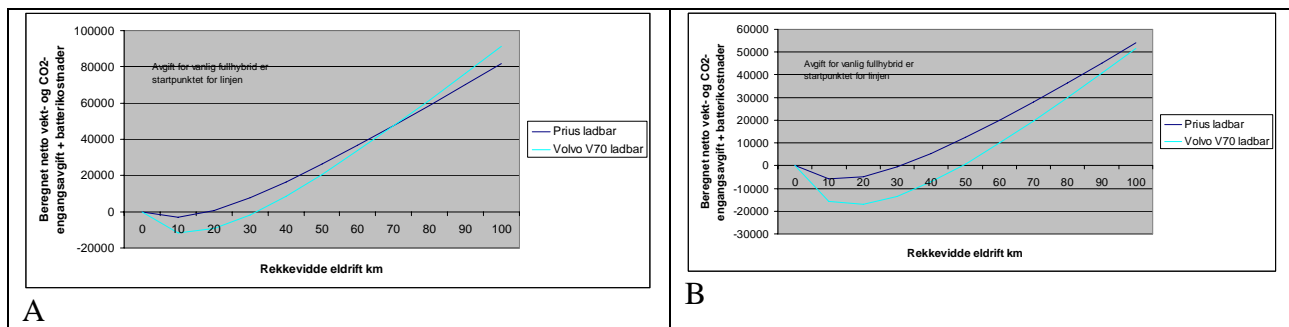 Beregnet netto vekt- og CO2-
engangsavgift + batterikostnader
100000
80000
60000
40000
20000
0
-20000
Avgift for vanlig fullhybrid er
startpunktet for linjen
0 10 20 30 40 50 60 70 80 90 100
Rekkevidde eldrift km
Prius ladbar
Volvo V70 ladbar
A
Beregnet netto vekt- og CO2-
engangsavgift + batterikostnader
60000
50000
40000
30000
20000
10000
0
-10000
-20000
-30000
Avgift for vanlig fullhybrid er
startpunktet for linjen
0 10 20 30 40 50 60 70 80 90 100
Rekkevidde eldrift km
Prius ladbar
Volvo V70 ladbar
B